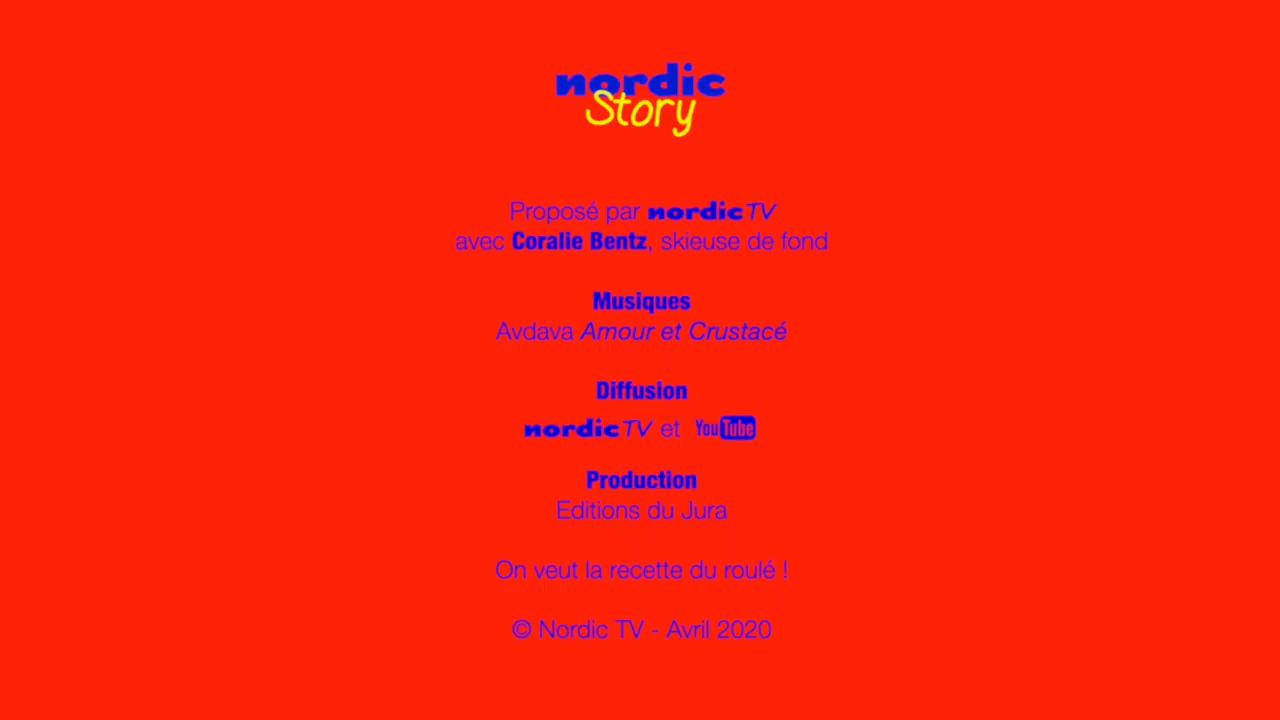 nordic
Story
Proposé par nordicTV
avec Coralie Bentz, skieuse de fond
Musiques
Avdava Amour et Crustacé
Diffusion
nordicTV et YouTube
Production
Editions du Jura
On veut la recette du roulé !
© Nordic TV - Avril 2020